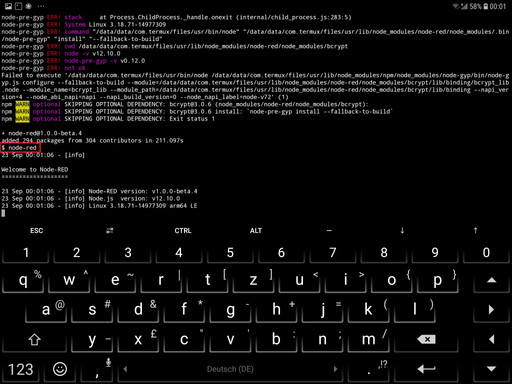 58% 00:01
node-pre-gyp ERR! stack     at Process.ChildProcess._handle.onexit (internal/child_process.js:283:5)
node-pre-gyp ERR! System Linux 3.18.71-14977309
node-pre-gyp ERR! command "/data/data/com.termux/files/usr/bin/node" "/data/data/com.termux/files/usr/lib/node_modules/node-red/node_modules/.bin
/node-pre-gyp" "install" "--fallback-to-build"
node-pre-gyp ERR! cwd /data/data/com.termux/files/usr/lib/node_modules/node-red/node_modules/bcrypt
node-pre-gyp ERR! node -v v12.10.0
node-pre-gyp ERR! node-pre-gyp -v v0.12.0
node-pre-gyp ERR! not ok
Failed to execute '/data/data/com.termux/files/usr/bin/node /data/data/com.termux/files/usr/lib/node_modules/npm/node_modules/node-gyp/bin/node-g
yp.js configure --fallback-to-build --module=/data/data/com.termux/files/usr/lib/node_modules/node-red/node_modules/bcrypt/lib/binding/bcrypt_lib.
node --module_name=bcrypt_lib --module_path=/data/data/com.termux/files/usr/lib/node_modules/node-red/node_modules/bcrypt/lib/binding --napi_ver
sion=4 --node_abi_napi=napi --napi_build_version=0 --node_napi_label=node-v72' (1)
npm WARN optional SKIPPING OPTIONAL DEPENDENCY: bcrypt@3.0.6 (node_modules/node-red/node_modules/bcrypt):
npm WARN optional SKIPPING OPTIONAL DEPENDENCY: bcrypt@3.0.6 install: `node-pre-gyp install --fallback-to-build`
npm WARN optional SKIPPING OPTIONAL DEPENDENCY: Exit status 1

+ node-red@1.0.0-beta.4
added 294 packages from 304 contributors in 211.097s
$ node-red
23 Sep 00:01:06 - [info]

Welcome to Node-RED
===================

23 Sep 00:01:06 - [info] Node-RED version: v1.0.0-beta.4
23 Sep 00:01:06 - [info] Node.js  version: v12.10.0
23 Sep 00:01:06 - [info] Linux 3.18.71-14977309 arm64 LE
ESC ⇄ CTRL ALT − ↓ ↑
1 2 3 4 5 6 7 8 9 0
q % w ^ e ~ r | t [ z ] u < i > o { p }
a @ s # d & f * g - h + j = k ( l )
y _ x £ c " v ' b : n ; m /
123 , Deutsch (DE) . ,!?